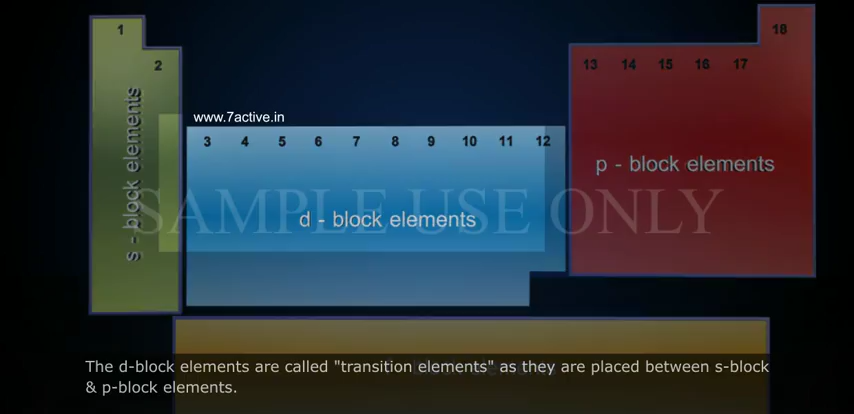 1
18
2
13 14 15 16 17
www.7active.in
3 4 5 6 7 8 9 10 11 12
s - block elements
p - block elements
SAMPLE USE ONLY
d - block elements
The d-block elements are called "transition elements" as they are placed between s-block
& p-block elements.